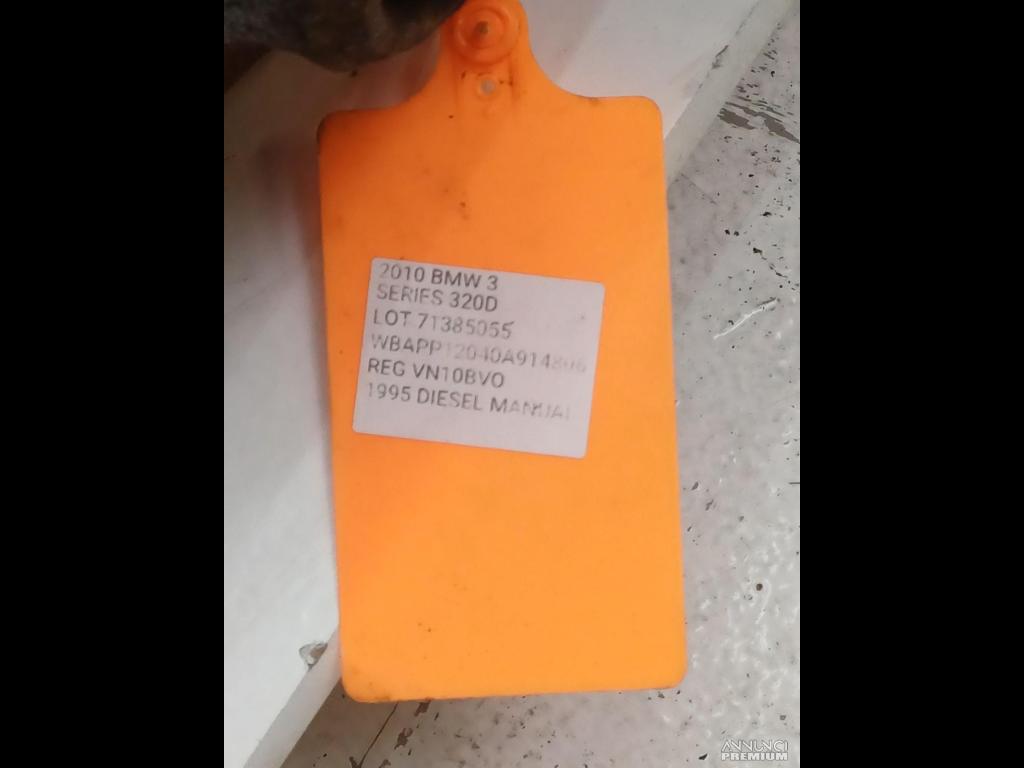 2010 BMW 3
SERIES 320D
LOT 71385055
WBAPP12040A914806
REG VN10BVO
1995 DIESEL MANUAL
ANNUNCI
PREMIUM